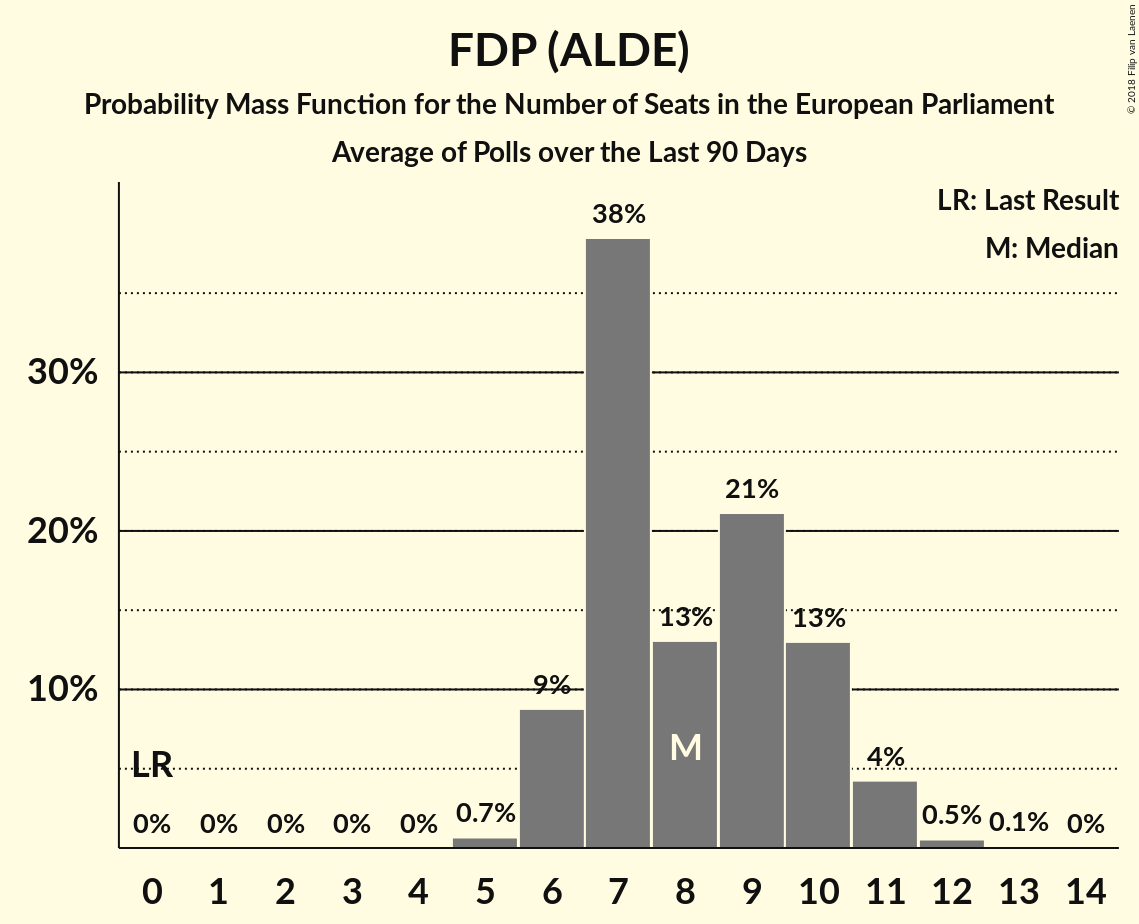 FDP (ALDE)
Probability Mass Function for the Number of Seats in the European Parliament
Average of Polls over the Last 90 Days
© 2018 Filip van Laenen
LR: Last Result
M: Median
38%
30%
21%
20%
13% 13%
10%
9%
M
LR
4%
0% 0% 0% 0% 0% 0.7% 0.5% 0.1% 0%
0 1 2 3 4 5 6 7 8 9 10 11 12 13 14